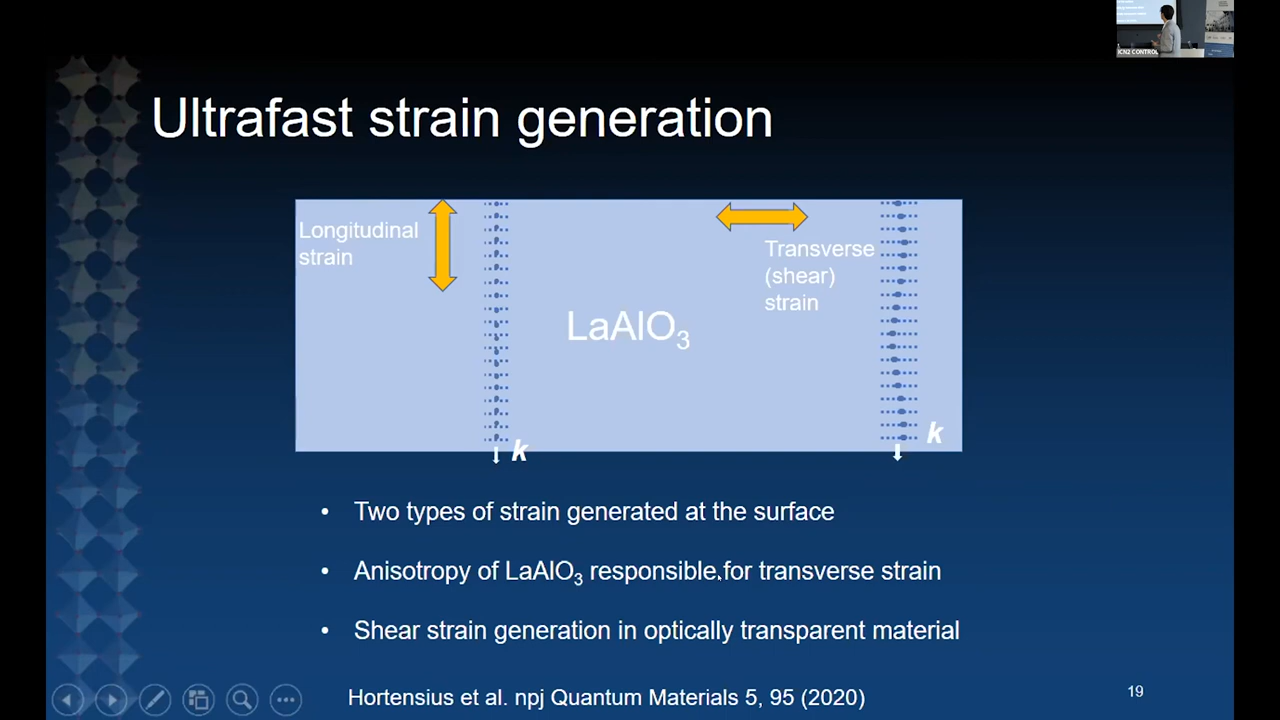 ICN2 CONTROL
Ultrafast strain generation
Longitudinal
strain
Transverse
(shear)
strain
LaAlO₃
k
k
• Two types of strain generated at the surface
• Anisotropy of LaAlO₃ responsible for transverse strain
• Shear strain generation in optically transparent material
Hortensius et al. npj Quantum Materials 5, 95 (2020)
19